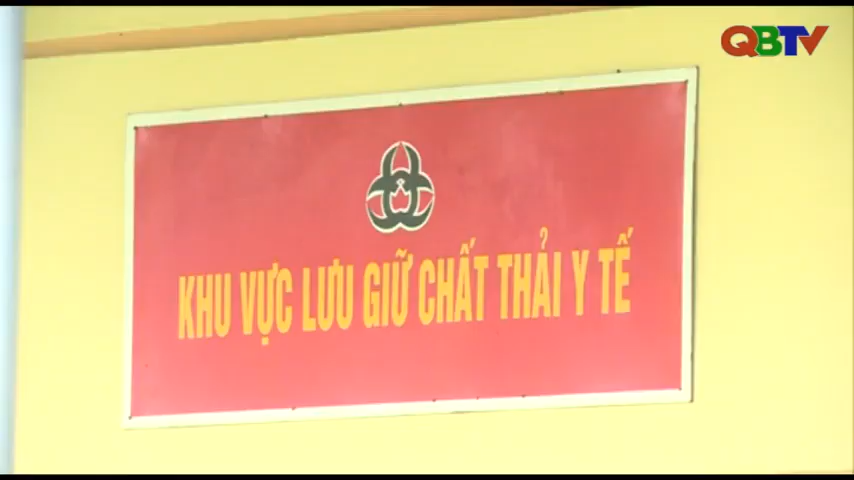 QBTV
KHU VỰC LƯU GIỮ CHẤT THẢI Y TẾ